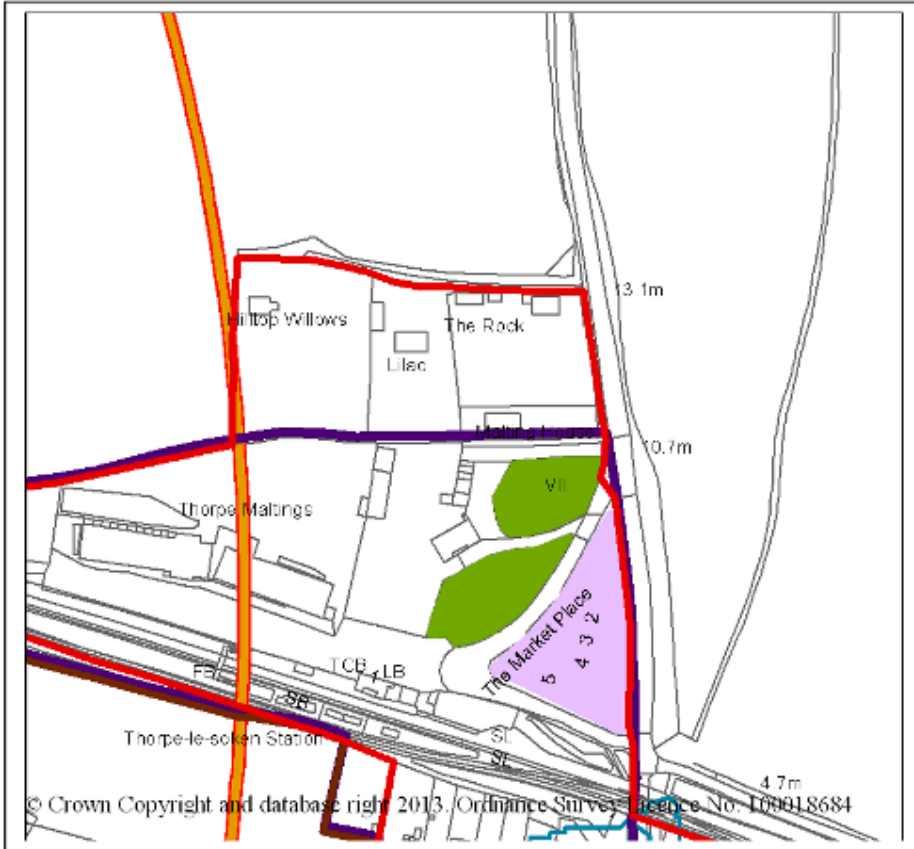 3.1m
Hilltop Willows
The Rock
Lilac
Malting House
10.7m
VII
Thorpe Maltings
The Market Place
2
3
4
5
TCB
LB
FB
SB
SL
SL
Thorpe-le-soken Station
4.7m
© Crown Copyright and database right 2013. Ordnance Survey Licence No. 100018684